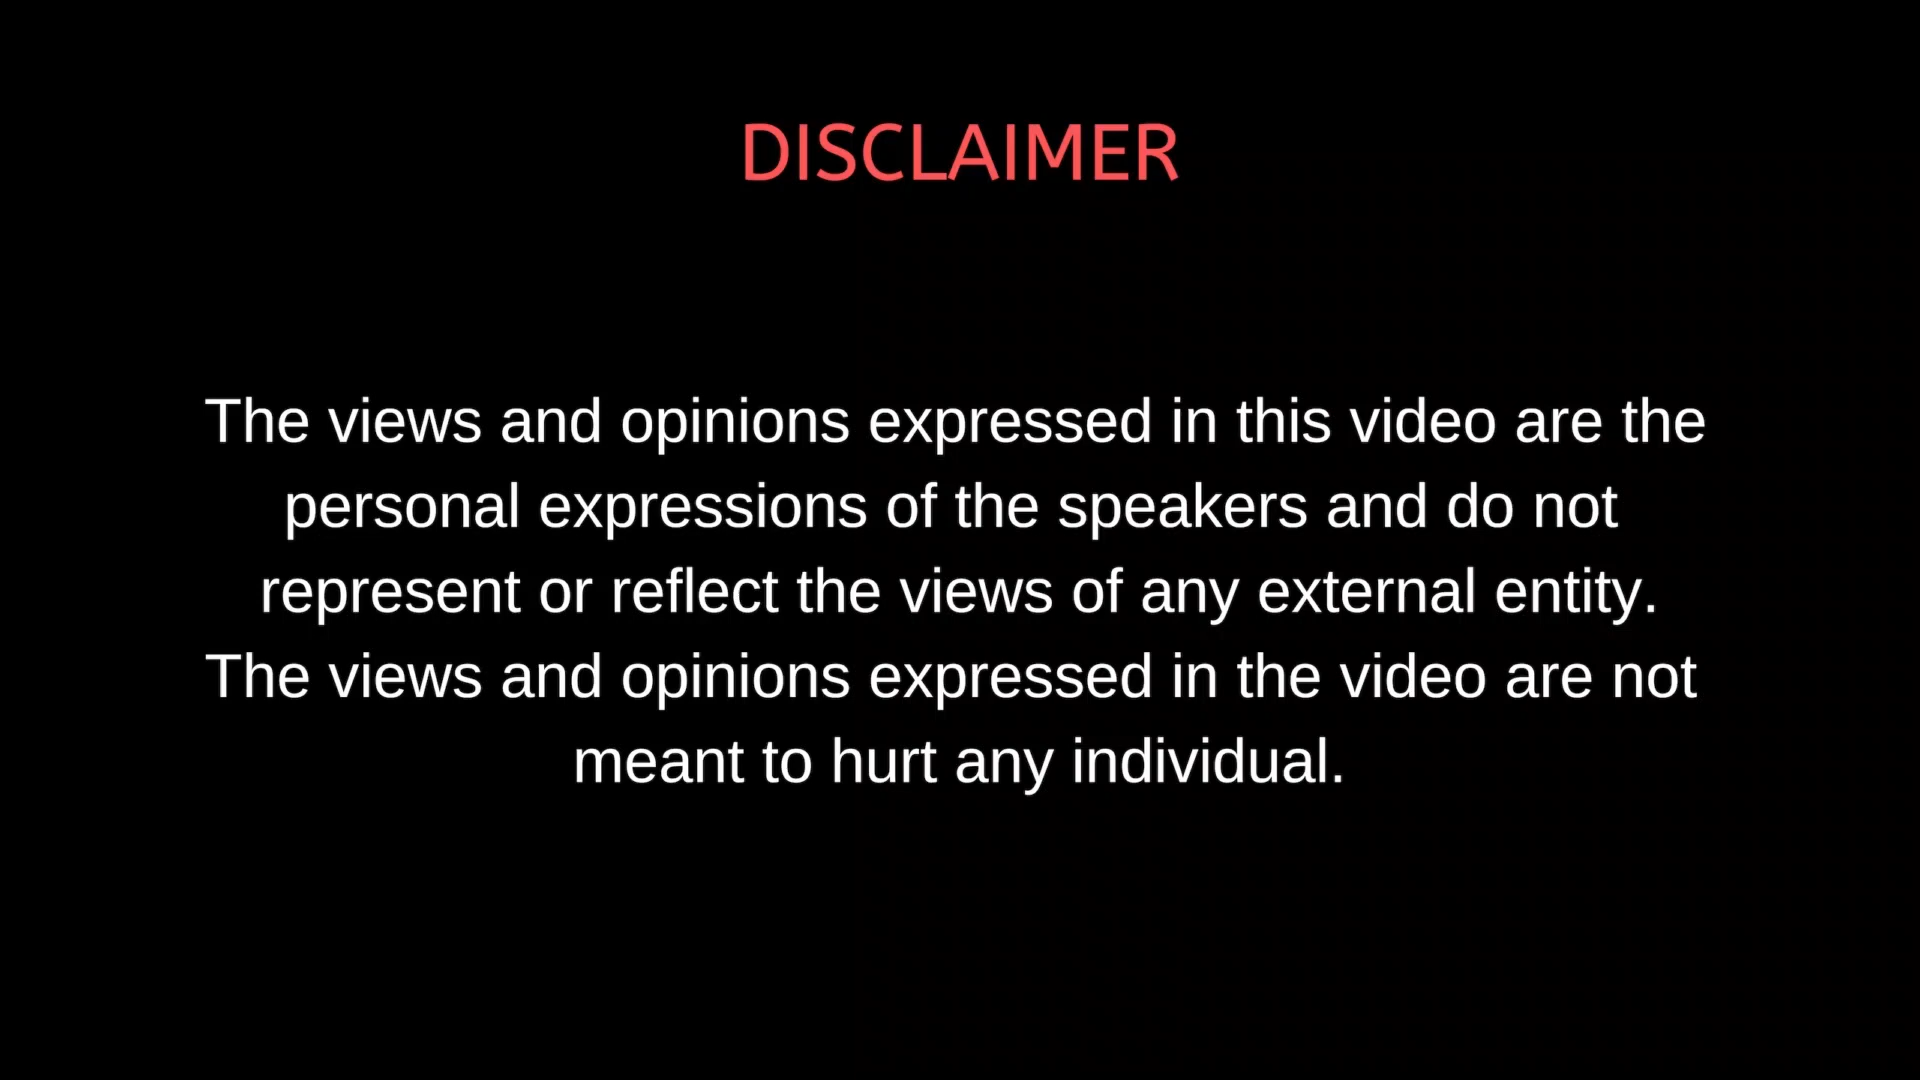 DISCLAIMER
The views and opinions expressed in this video are the
personal expressions of the speakers and do not
represent or reflect the views of any external entity.
The views and opinions expressed in the video are not
meant to hurt any individual.